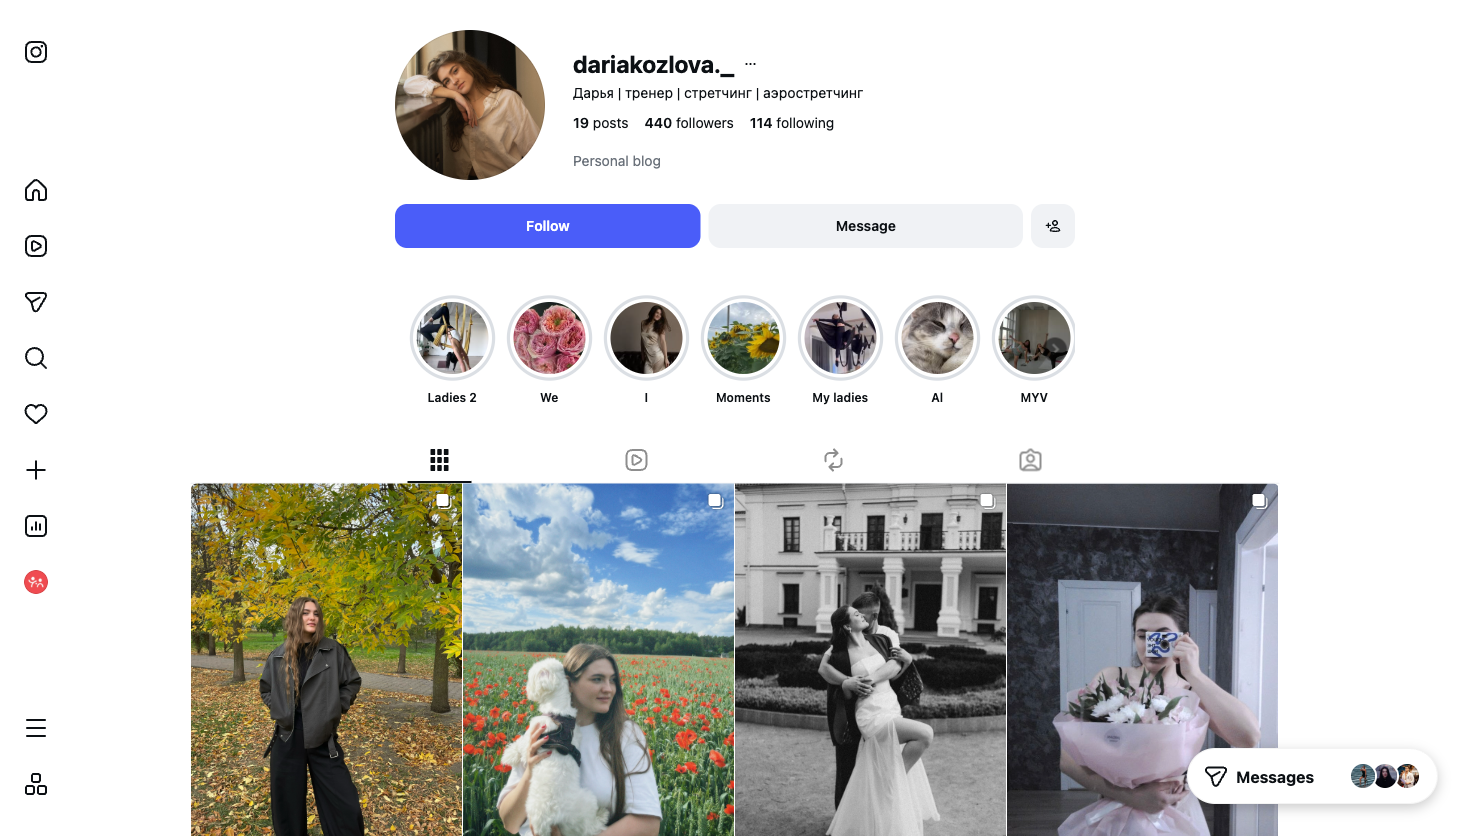 dariakozlova._ ...
Дарья | тренер | стретчинг | аэростретчинг
19 posts 440 followers 114 following
Personal blog
Follow Message
Ladies 2 We I Moments My ladies Al MYV
Messages